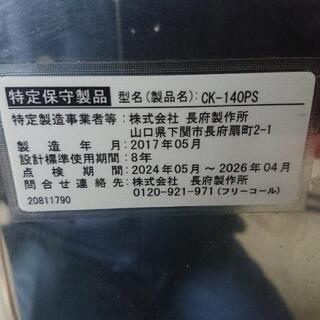 特定保守製品 型名(製品名): CK-140PS
特定製造事業者等: 株式会社 長府製作所
山口県下関市長府扇町2-1
製造年月 2017年05月
設計標準使用期間: 8年
点検期間 2024年05月 ~ 2026年04月
問合せ連絡先: 株式会社 長府製作所
0120-921-971 (フリーコール)
20811790